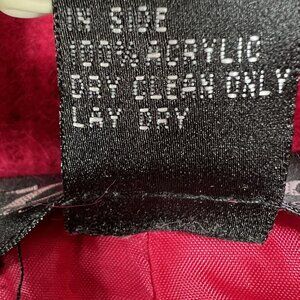 IN SIDE
100% ACRYLIC
DRY CLEAN ONLY
LAY DRY